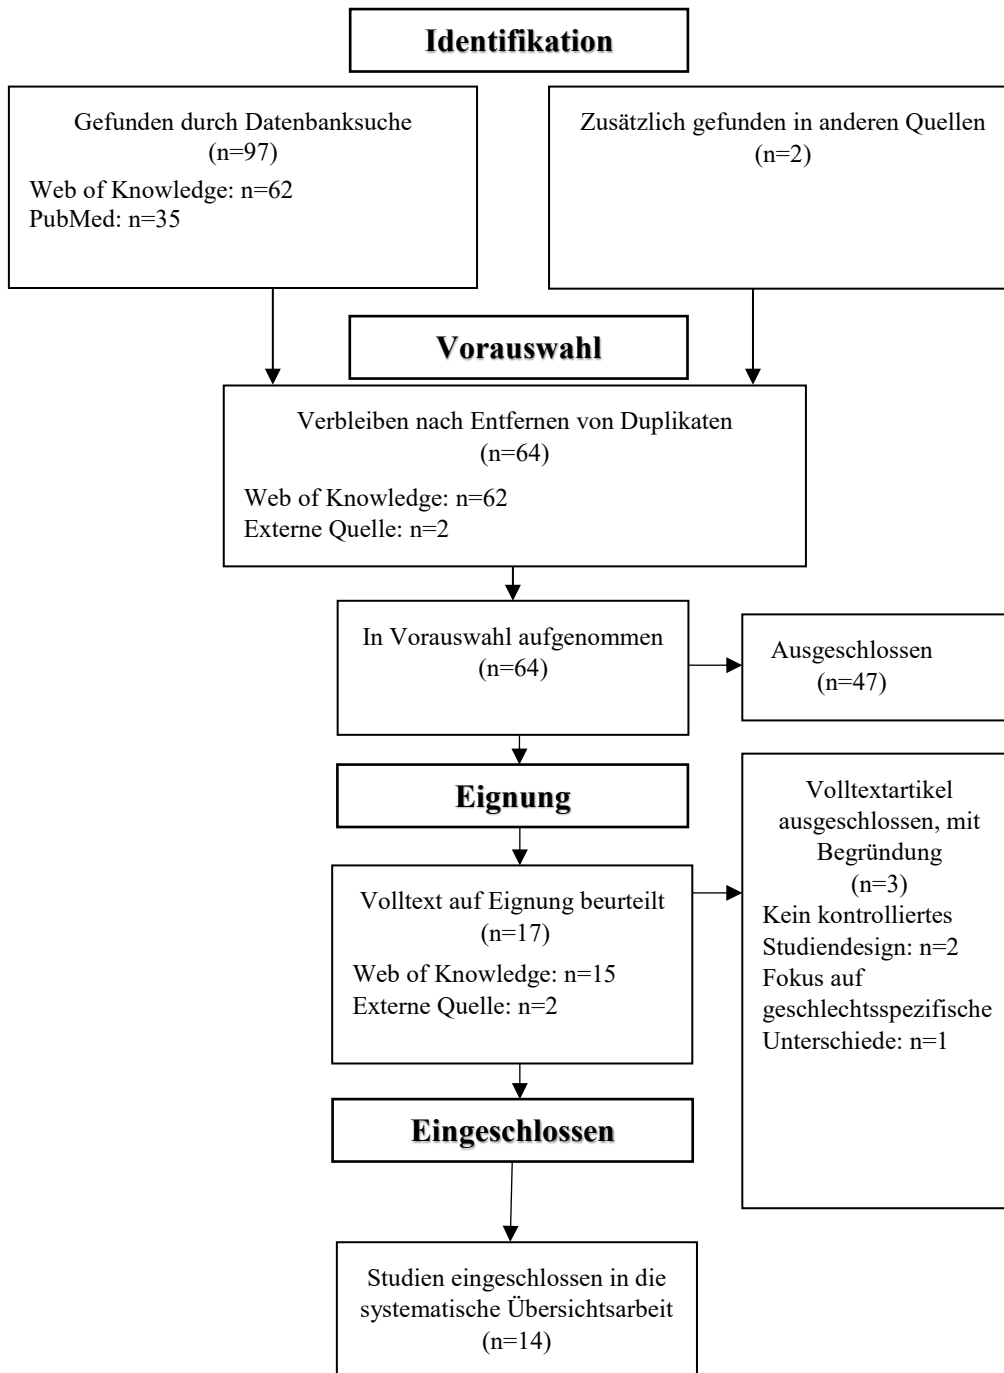 Identifikation
Gefunden durch Datenbanksuche
(n=97)
Web of Knowledge: n=62
PubMed: n=35
Zusätzlich gefunden in anderen Quellen
(n=2)
Vorauswahl
Verbleiben nach Entfernen von Duplikaten
(n=64)
Web of Knowledge: n=62
Externe Quelle: n=2
In Vorauswahl aufgenommen
(n=64)
Ausgeschlossen
(n=47)
Eignung
Volltext auf Eignung beurteilt
(n=17)
Web of Knowledge: n=15
Externe Quelle: n=2
Volltextartikel
ausgeschlossen, mit
Begründung
(n=3)
Kein kontrolliertes
Studiendesign: n=2
Fokus auf
geschlechtsspezifische
Unterschiede: n=1
Eingeschlossen
Studien eingeschlossen in die
systematische Übersichtsarbeit
(n=14)